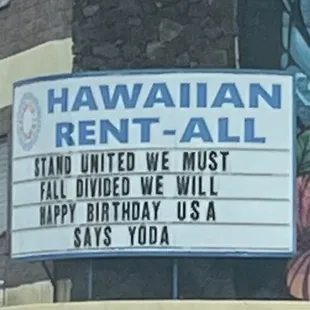 HAWAIIAN
RENT-ALL
STAND UNITED WE MUST
FALL DIVIDED WE WILL
HAPPY BIRTHDAY USA
SAYS YODA